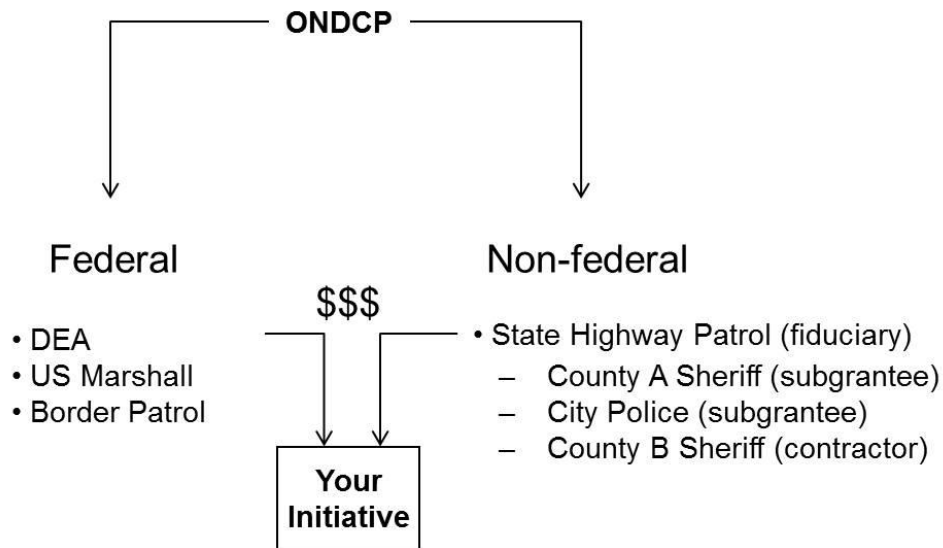 ONDCP
Federal
Non-federal
$$$
• DEA
• US Marshall
• Border Patrol
• State Highway Patrol (fiduciary)
– County A Sheriff (subgrantee)
– City Police (subgrantee)
– County B Sheriff (contractor)
Your
Initiative